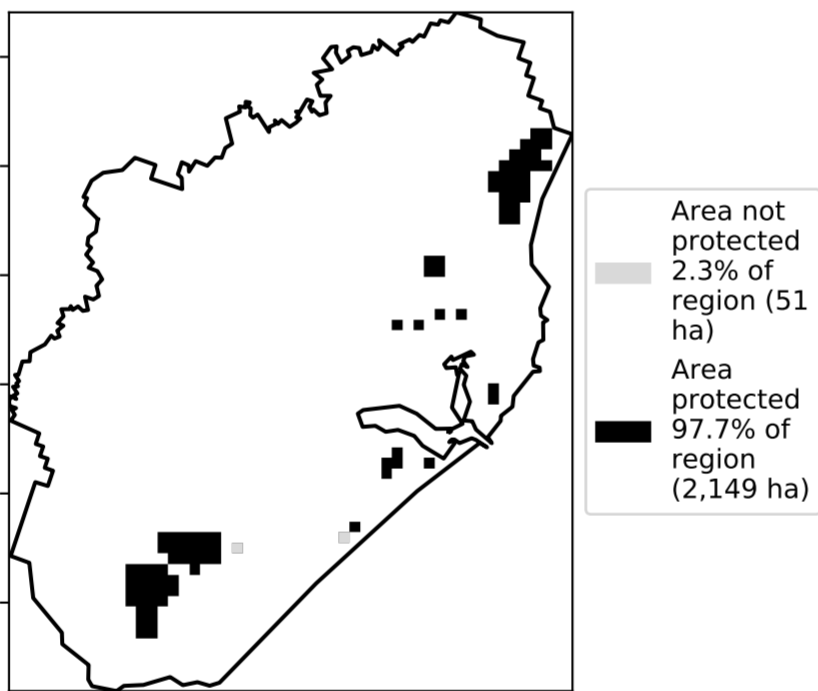 Area not
protected
2.3% of
region (51
ha)
Area
protected
97.7% of
region
(2,149 ha)